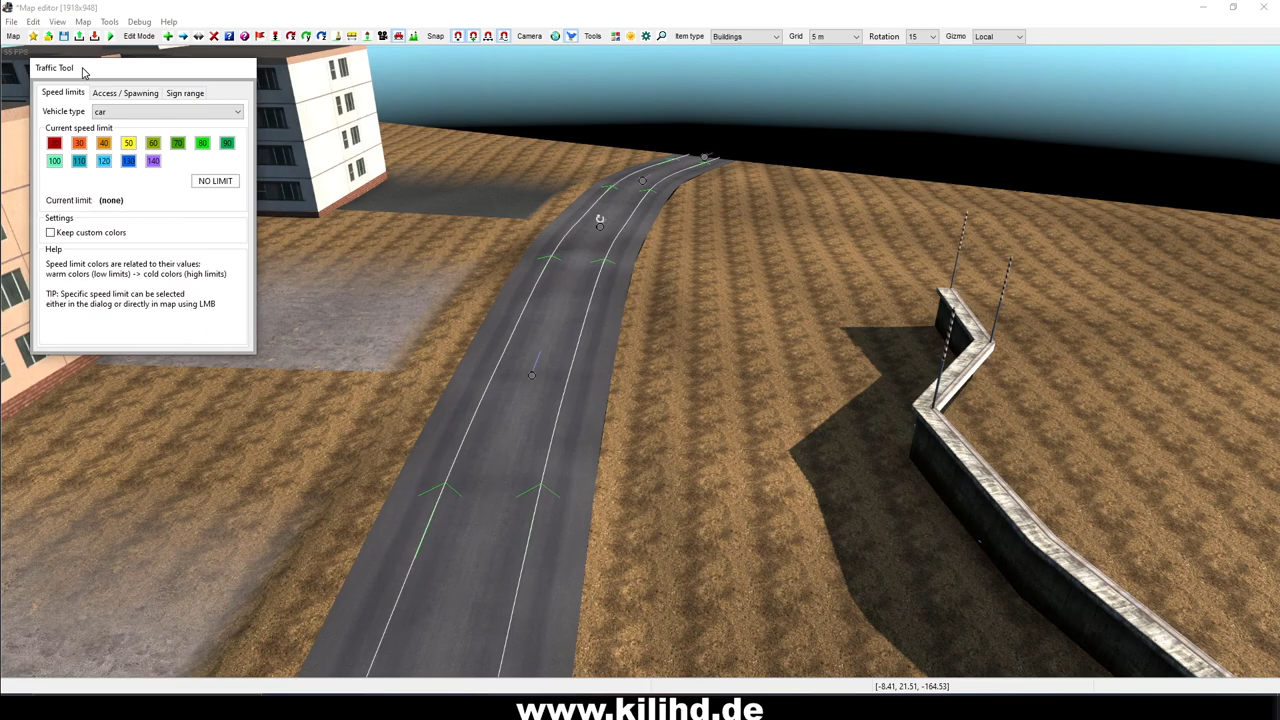 *Map editor [1918x948]
File Edit View Map Tools Debug Help
Map Edit Mode Snap Camera Tools Item type Buildings Grid 5 m Rotation 15 Gizmo Local
Traffic Tool
Speed limits Access / Spawning Sign range
Vehicle type car
Current speed limit
30 40 50 60 70 80 90
100 110 120 130 140
NO LIMIT
Current limit: (none)
Settings
Keep custom colors
Help
Speed limit colors are related to their values:
warm colors (low limits) -> cold colors (high limits)
TIP: Specific speed limit can be selected
either in the dialog or directly in map using LMB
[-8.41, 21.51, -164.53]
www.kilihd.de